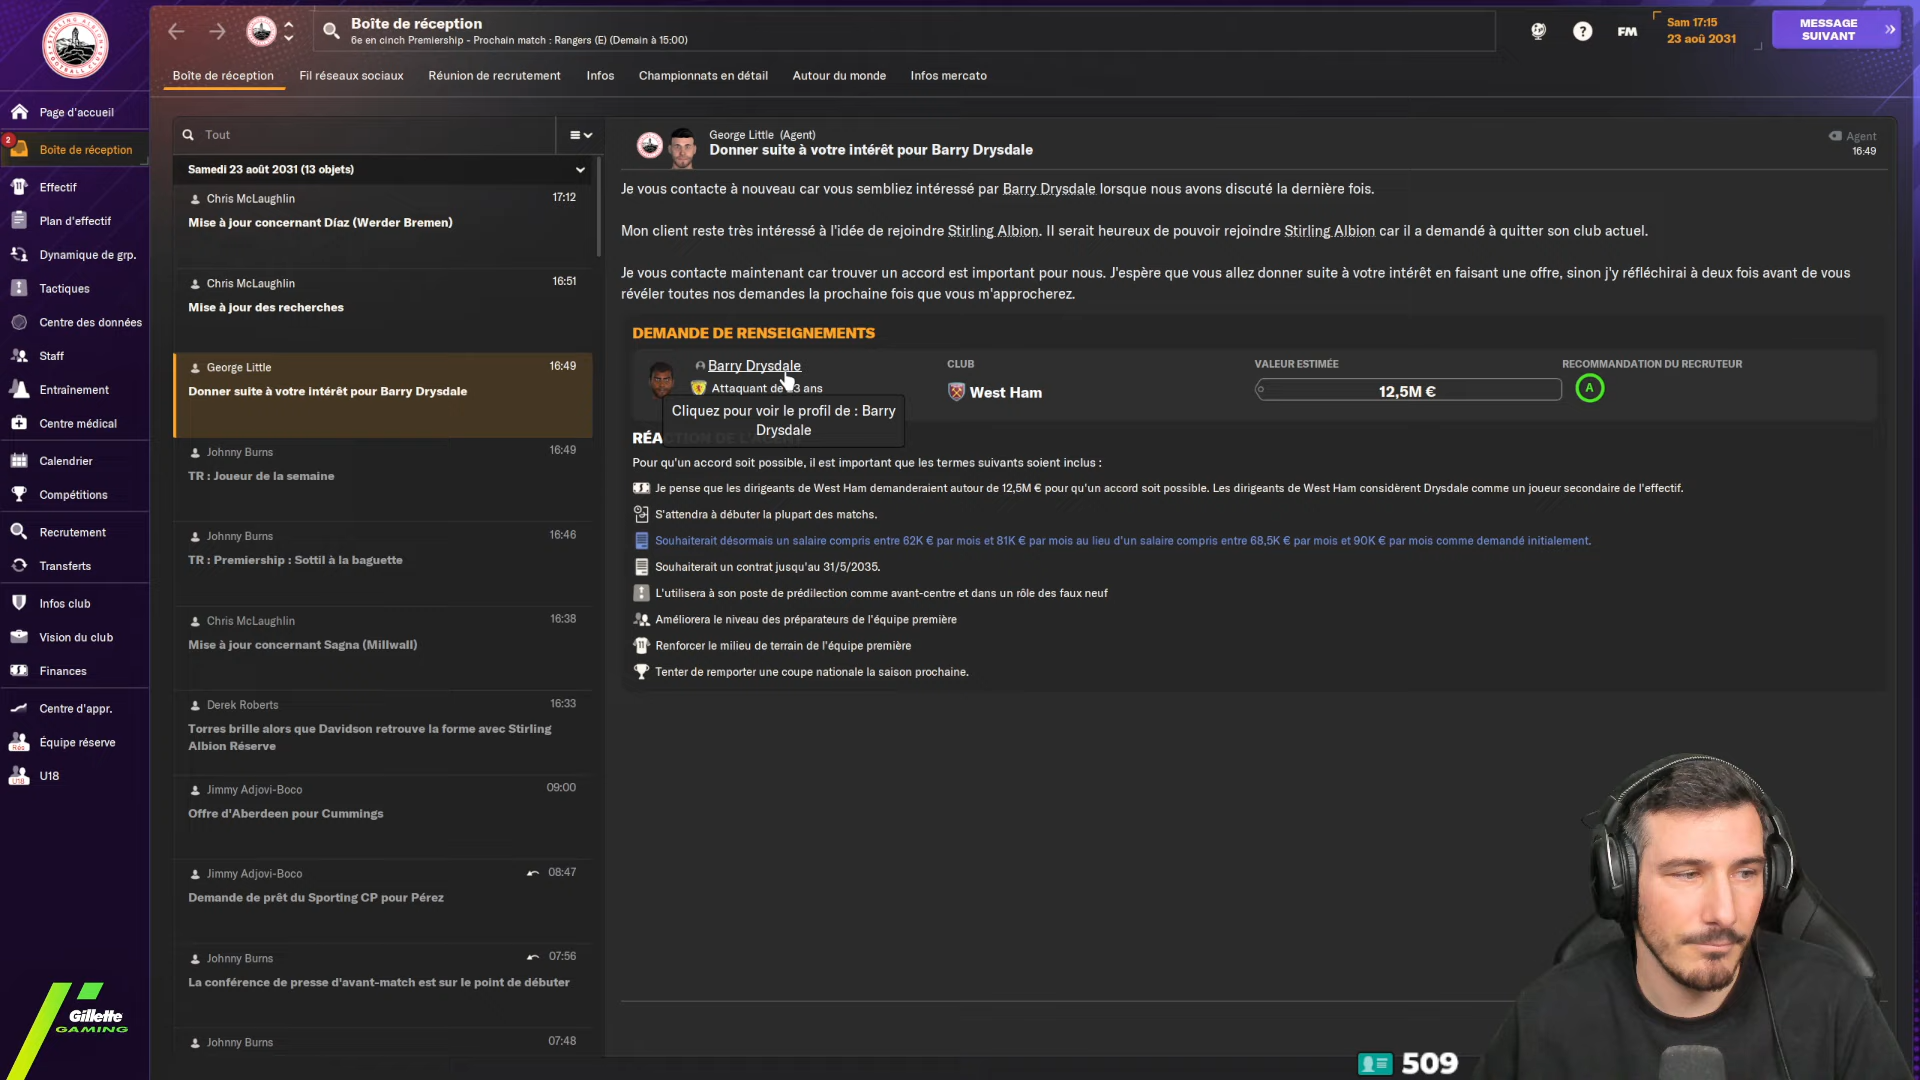 STIRLING ALBION
FOOTBALL CLUB
Boîte de réception
6e en cinch Premiership - Prochain match : Rangers (E) (Demain à 15:00)
FM
Sam 17:15
23 aoû 2031
MESSAGE
SUIVANT
Boîte de réception
Fil réseaux sociaux
Réunion de recrutement
Infos
Championnats en détail
Autour du monde
Infos mercato
Page d'accueil
2
Boîte de réception
Effectif
Plan d'effectif
Dynamique de grp.
Tactiques
Centre des données
Staff
Entraînement
Centre médical
Calendrier
Compétitions
Recrutement
Transferts
Infos club
Vision du club
Finances
Centre d'appr.
Équipe réserve
U18
Gillette
GAMING
Tout
Samedi 23 août 2031 (13 objets)
Chris McLaughlin 17:12
Mise à jour concernant Díaz (Werder Bremen)
Chris McLaughlin 16:51
Mise à jour des recherches
George Little 16:49
Donner suite à votre intérêt pour Barry Drysdale
Johnny Burns 16:49
TR : Joueur de la semaine
Johnny Burns 16:46
TR : Premiership : Sottil à la baguette
Chris McLaughlin 16:38
Mise à jour concernant Sagna (Millwall)
Derek Roberts 16:33
Torres brille alors que Davidson retrouve la forme avec Stirling
Albion Réserve
Jimmy Adjovi-Boco 09:00
Offre d'Aberdeen pour Cummings
Jimmy Adjovi-Boco 08:47
Demande de prêt du Sporting CP pour Pérez
Johnny Burns 07:56
La conférence de presse d'avant-match est sur le point de débuter
Johnny Burns 07:48
George Little (Agent)
Donner suite à votre intérêt pour Barry Drysdale
Agent
16:49
Je vous contacte à nouveau car vous sembliez intéressé par Barry Drysdale lorsque nous avons discuté la dernière fois.
Mon client reste très intéressé à l'idée de rejoindre Stirling Albion. Il serait heureux de pouvoir rejoindre Stirling Albion car il a demandé à quitter son club actuel.
Je vous contacte maintenant car trouver un accord est important pour nous. J'espère que vous allez donner suite à votre intérêt en faisant une offre, sinon j'y réfléchirai à deux fois avant de vous
révéler toutes nos demandes la prochaine fois que vous m'approcherez.
DEMANDE DE RENSEIGNEMENTS
Barry Drysdale
Attaquant de 3 ans
CLUB
West Ham
VALEUR ESTIMÉE
12,5M €
RECOMMANDATION DU RECRUTEUR
A
Cliquez pour voir le profil de : Barry
Drysdale
RÉA
Pour qu'un accord soit possible, il est important que les termes suivants soient inclus :
Je pense que les dirigeants de West Ham demanderaient autour de 12,5M € pour qu'un accord soit possible. Les dirigeants de West Ham considèrent Drysdale comme un joueur secondaire de l'effectif.
S'attendra à débuter la plupart des matchs.
Souhaiterait désormais un salaire compris entre 62K € par mois et 81K € par mois au lieu d'un salaire compris entre 68,5K € par mois et 90K € par mois comme demandé initialement.
Souhaiterait un contrat jusqu'au 31/5/2035.
L'utilisera à son poste de prédilection comme avant-centre et dans un rôle des faux neuf
Améliorera le niveau des préparateurs de l'équipe première
Renforcer le milieu de terrain de l'équipe première
Tenter de remporter une coupe nationale la saison prochaine.
509